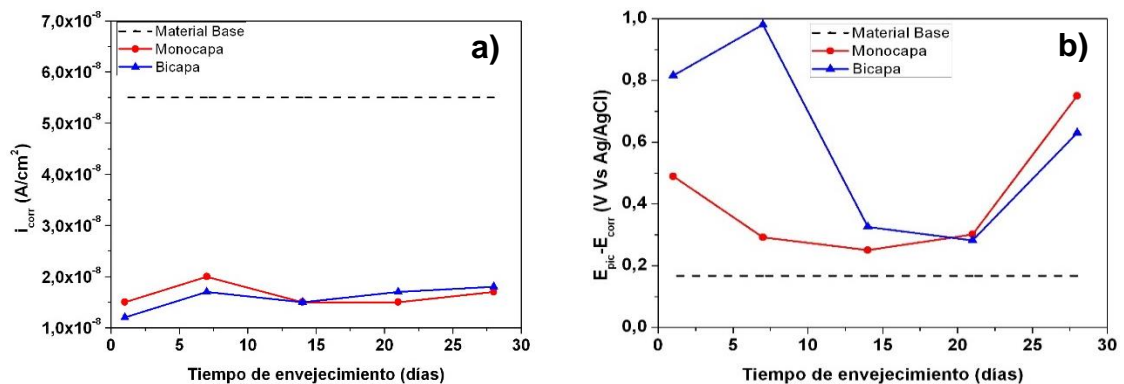 a)
Material Base
Monocapa
Bicapa
7,0x10⁻⁸
6,0x10⁻⁸
5,0x10⁻⁸
4,0x10⁻⁸
3,0x10⁻⁸
2,0x10⁻⁸
1,0x10⁻⁸
i_corr (A/cm²)
0 5 10 15 20 25 30
Tiempo de envejecimiento (días)
b)
Material Base
Monocapa
Bicapa
1,0
0,8
0,6
0,4
0,2
0,0
E_pic-E_corr (V Vs Ag/AgCl)
0 5 10 15 20 25 30
Tiempo de envejecimiento (días)